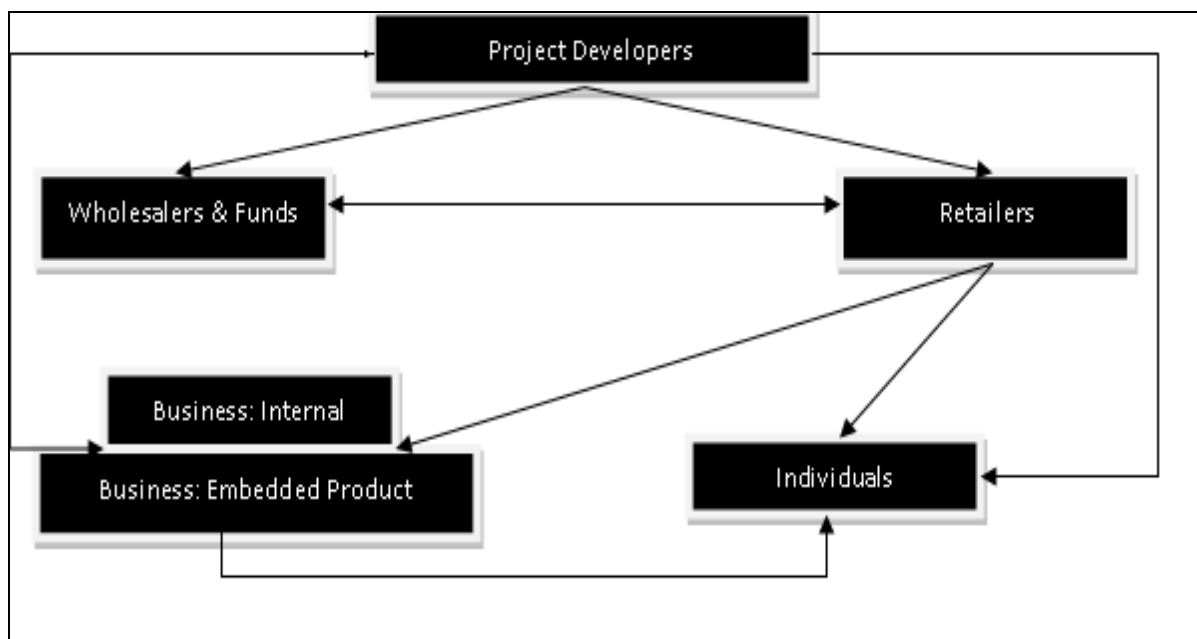 Project Developers
Wholesalers & Funds
Retailers
Business: Internal
Business: Embedded Product
Individuals